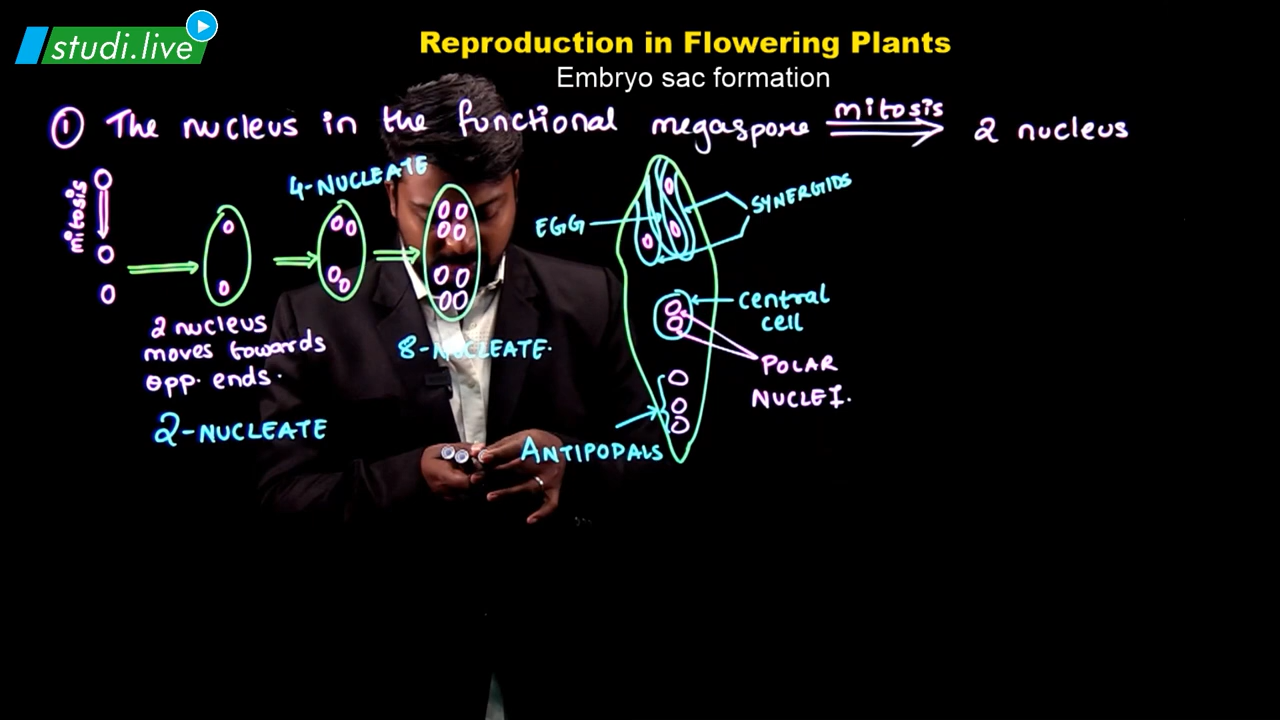 studi.live
Reproduction in Flowering Plants
Embryo sac formation
① The nucleus in the functional megaspore mitosis 2 nucleus
mitosis
4-NUCLEATE
EGG
SYNERGIDS
2 nucleus
moves towards
opp. ends.
2-NUCLEATE
8-NUCLEATE.
central
cell
POLAR
NUCLEI.
ANTIPODALS